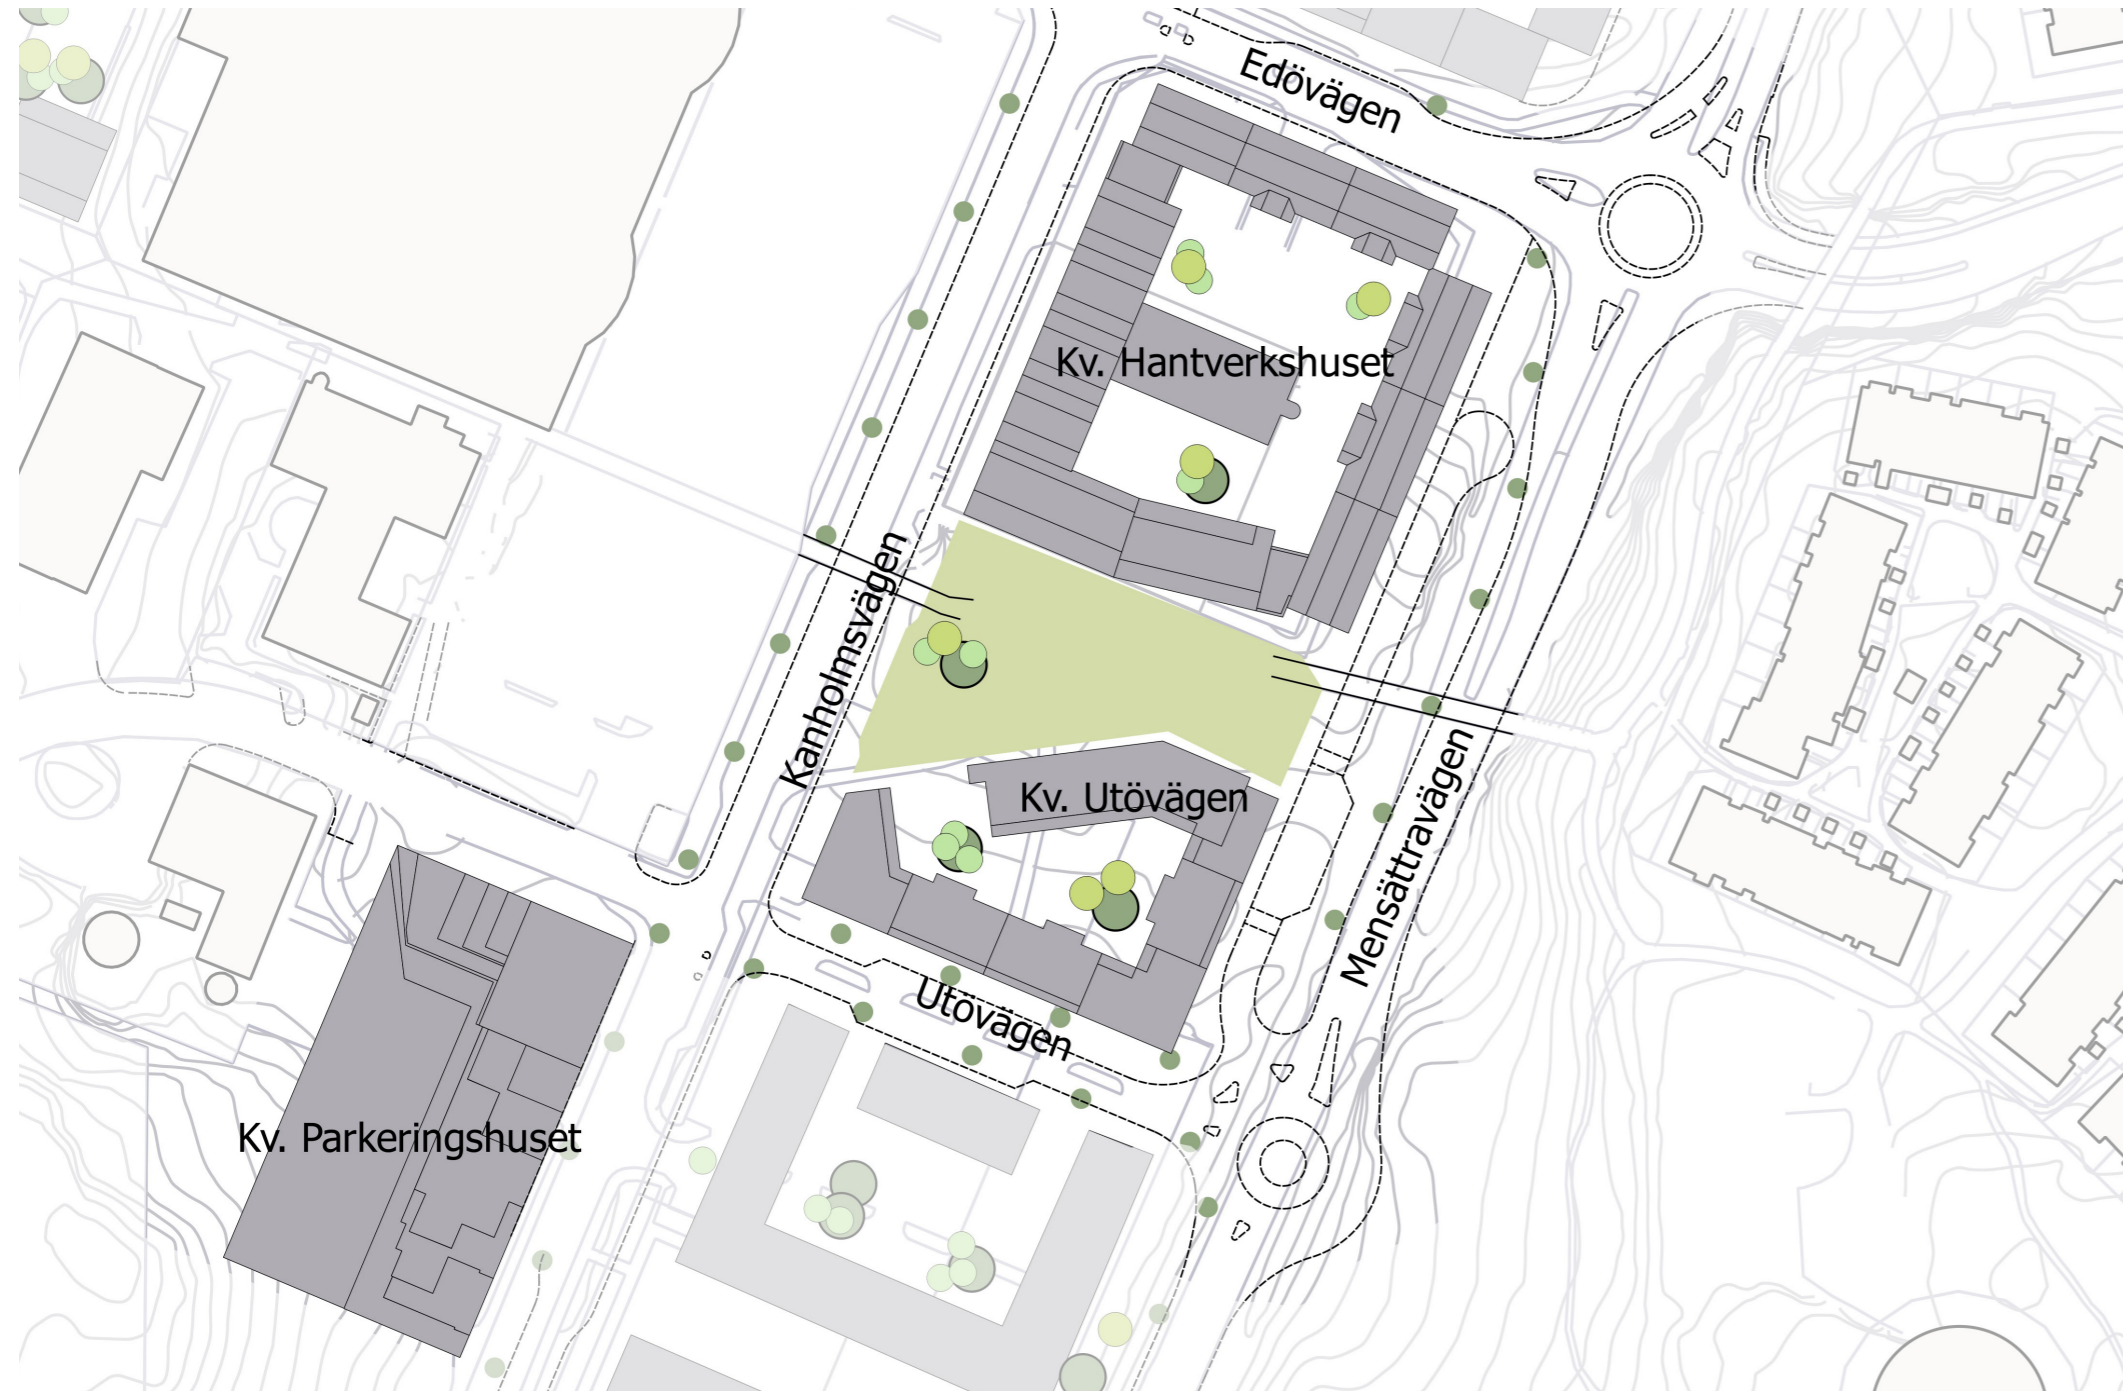 Edövägen
Kv. Hantverkshuset
Kanholmsvägen
Kv. Utövägen
Mensättravägen
Utövägen
Kv. Parkeringshuset